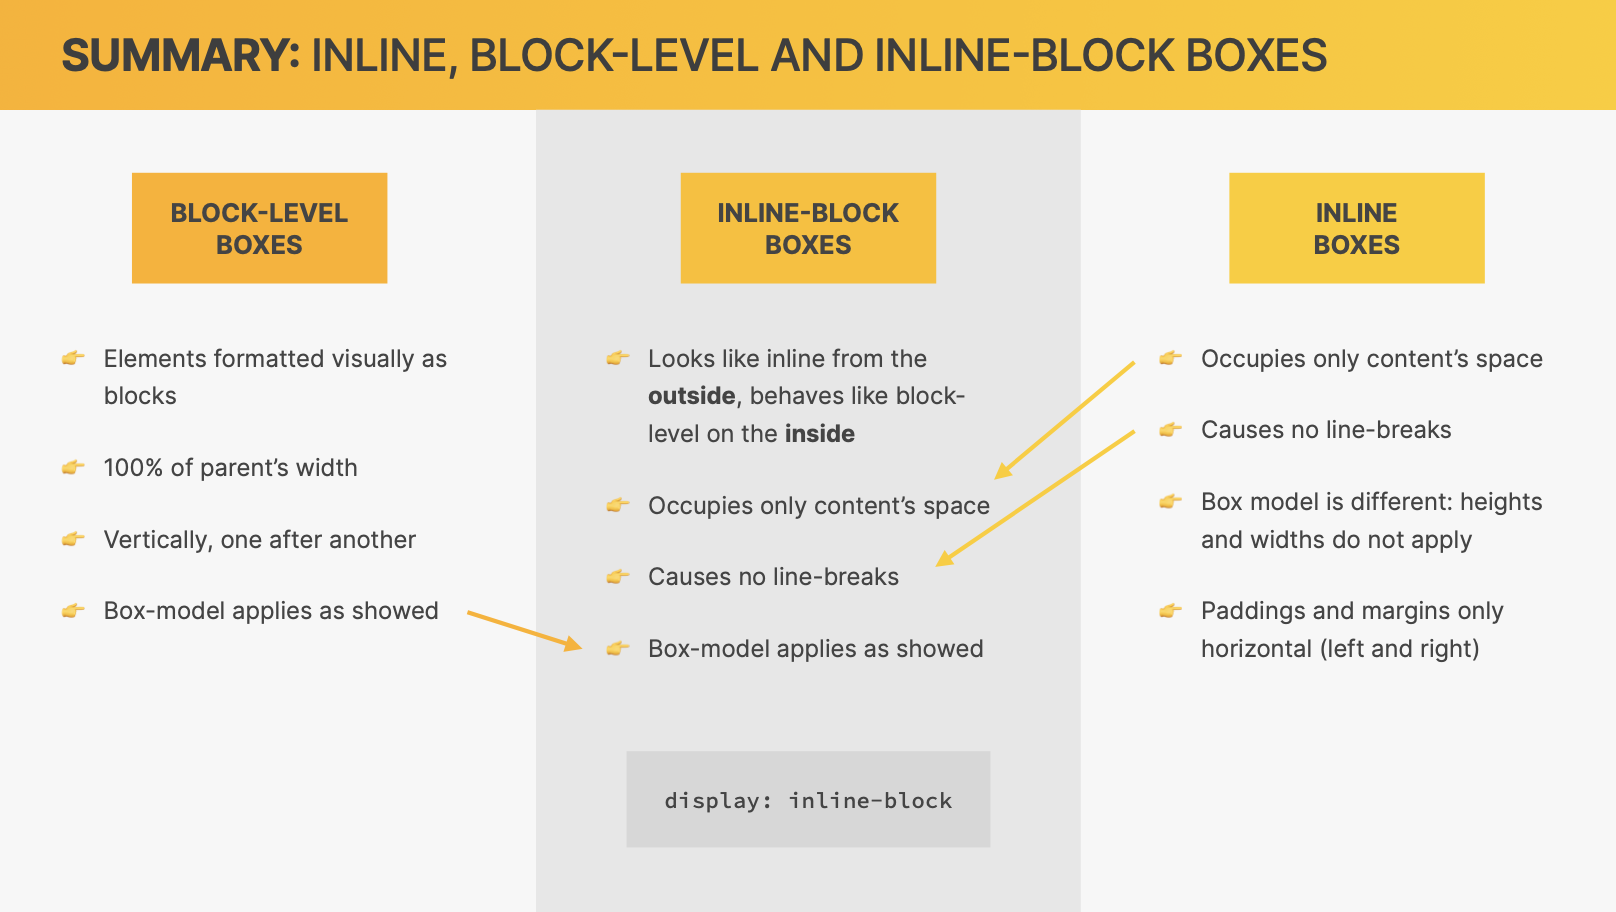 SUMMARY: INLINE, BLOCK-LEVEL AND INLINE-BLOCK BOXES
BLOCK-LEVEL
BOXES
Elements formatted visually as
blocks
100% of parent’s width
Vertically, one after another
Box-model applies as showed
INLINE-BLOCK
BOXES
Looks like inline from the
outside, behaves like block-
level on the inside
Occupies only content’s space
Causes no line-breaks
Box-model applies as showed
display: inline-block
INLINE
BOXES
Occupies only content’s space
Causes no line-breaks
Box model is different: heights
and widths do not apply
Paddings and margins only
horizontal (left and right)